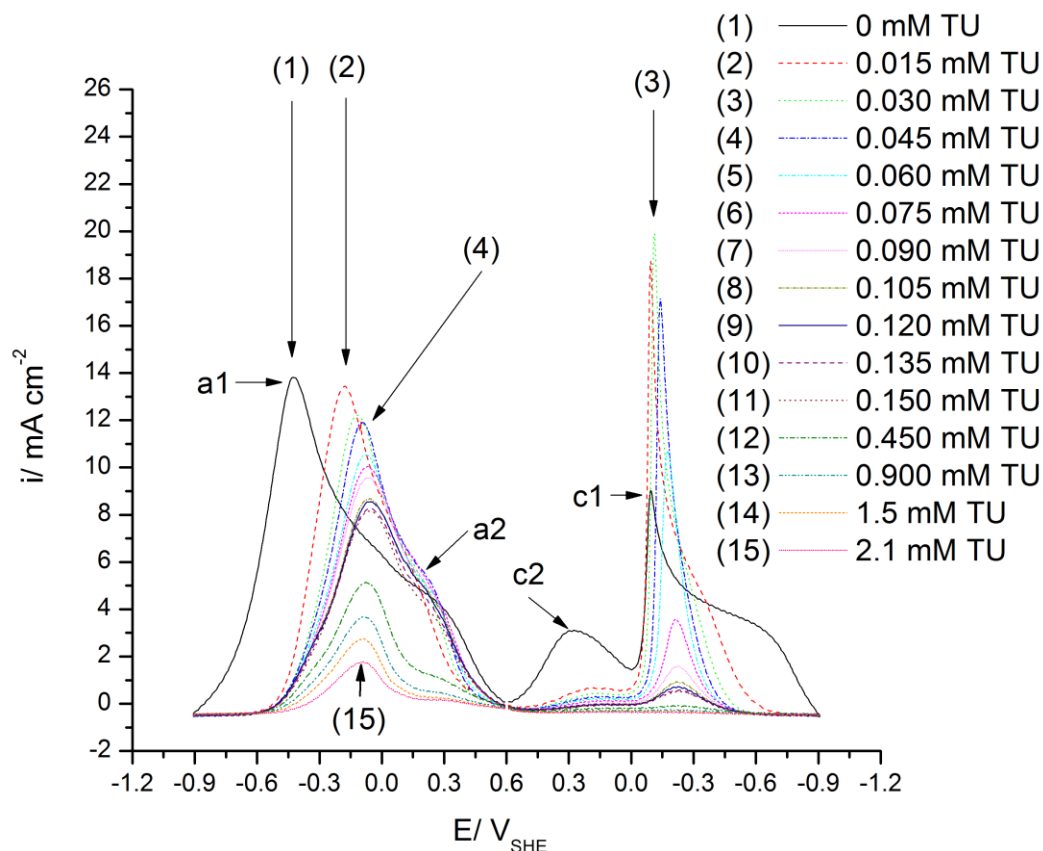 (1) 0 mM TU
(2) 0.015 mM TU
(3) 0.030 mM TU
(4) 0.045 mM TU
(5) 0.060 mM TU
(6) 0.075 mM TU
(7) 0.090 mM TU
(8) 0.105 mM TU
(9) 0.120 mM TU
(10) 0.135 mM TU
(11) 0.150 mM TU
(12) 0.450 mM TU
(13) 0.900 mM TU
(14) 1.5 mM TU
(15) 2.1 mM TU
(1) (2) (3)
(4)
a1
a2
c1
c2
(15)
26
24
22
20
18
16
14
12
10
8
6
4
2
0
-2
i/ mA cm⁻²
-1.2 -0.9 -0.6 -0.3 0.0 0.3 0.6 0.3 0.0 -0.3 -0.6 -0.9 -1.2
E/ V_SHE